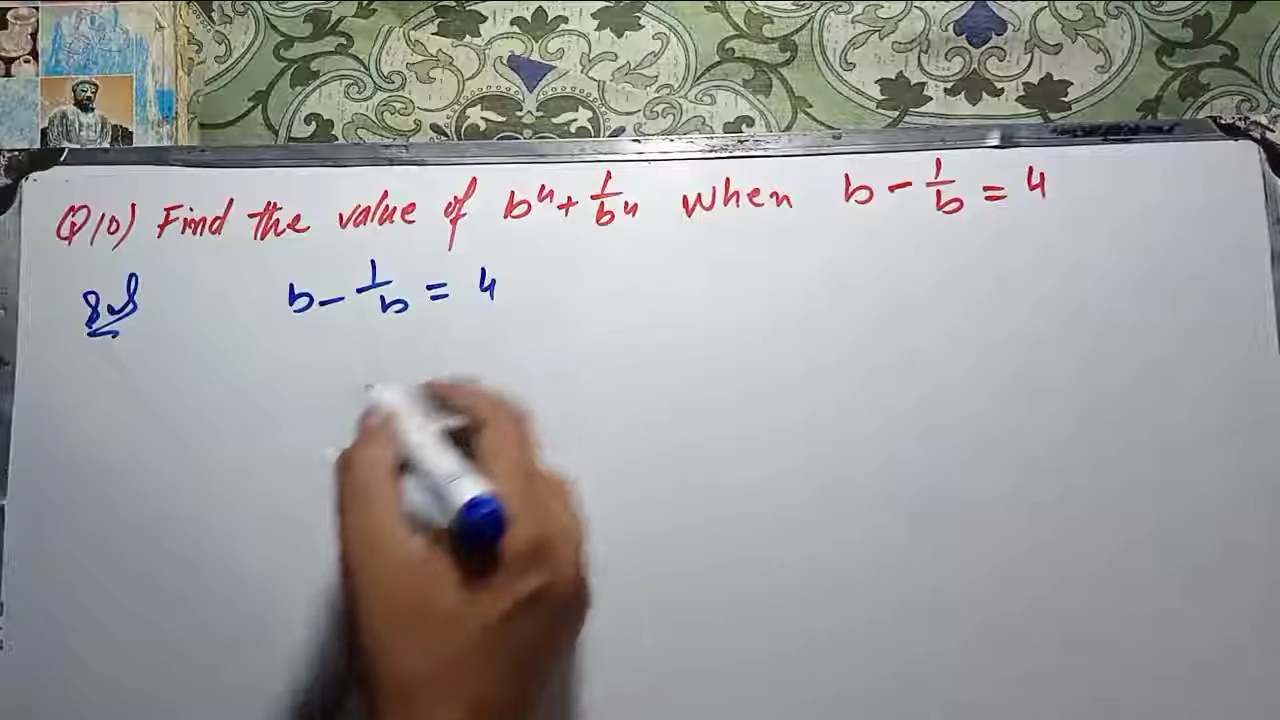 Q10) Find the value of b⁴ + 1/b⁴ when b - 1/b = 4
Sol b - 1/b = 4